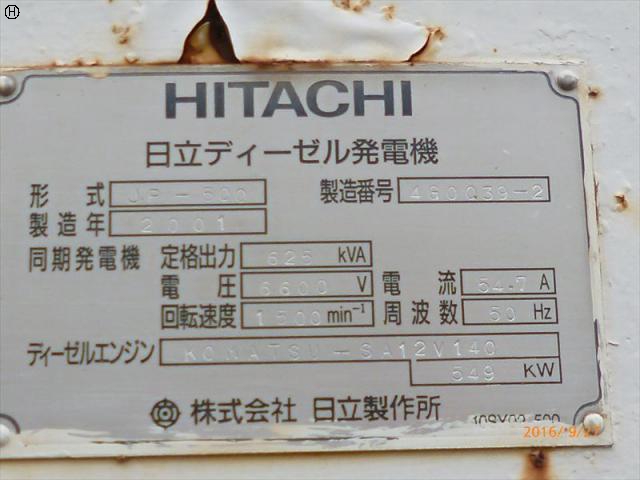 HITACHI
日立ディーゼル発電機
形式 JP-500 製造番号 460Q39-2
製造年 2001
同期発電機 定格出力 625 kVA
電圧 6600 V 電流 54.7 A
回転速度 1500 min⁻¹ 周波数 50 Hz
ディーゼルエンジン KOMATSU-SA12V140
549 KW
株式会社 日立製作所
2016/ 9/